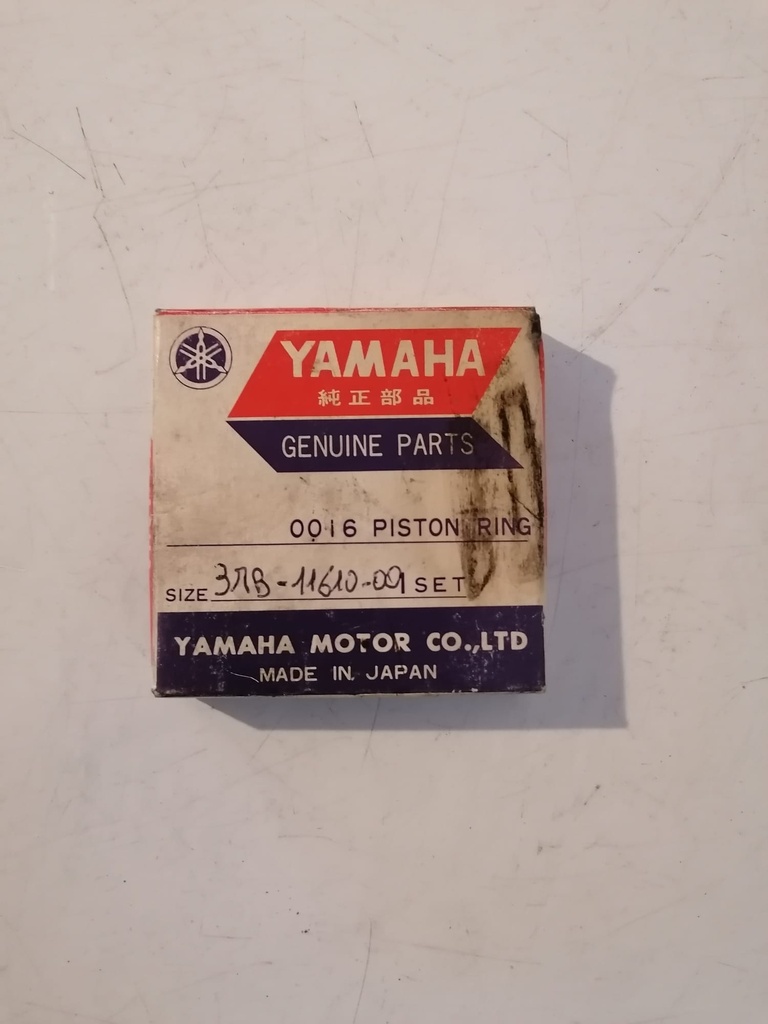 YAMAHA
純正部品
GENUINE PARTS
0016 PISTON RING
SIZE 3RB-11610-09 SET
YAMAHA MOTOR CO.,LTD
MADE IN JAPAN